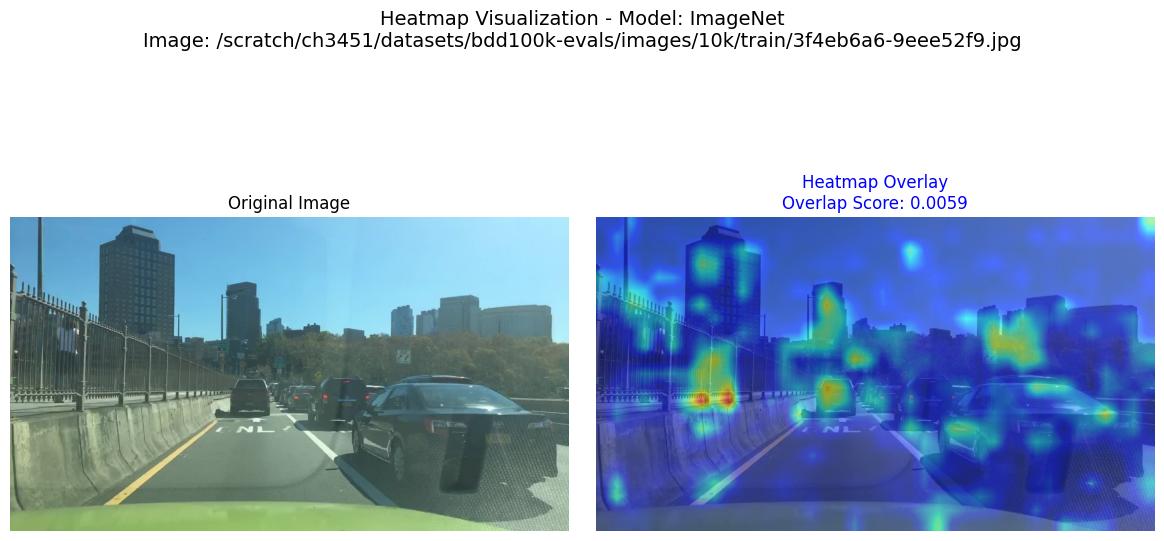 Heatmap Visualization - Model: ImageNet
Image: /scratch/ch3451/datasets/bdd100k-evals/images/10k/train/3f4eb6a6-9eee52f9.jpg
Original Image
Heatmap Overlay
Overlap Score: 0.0059